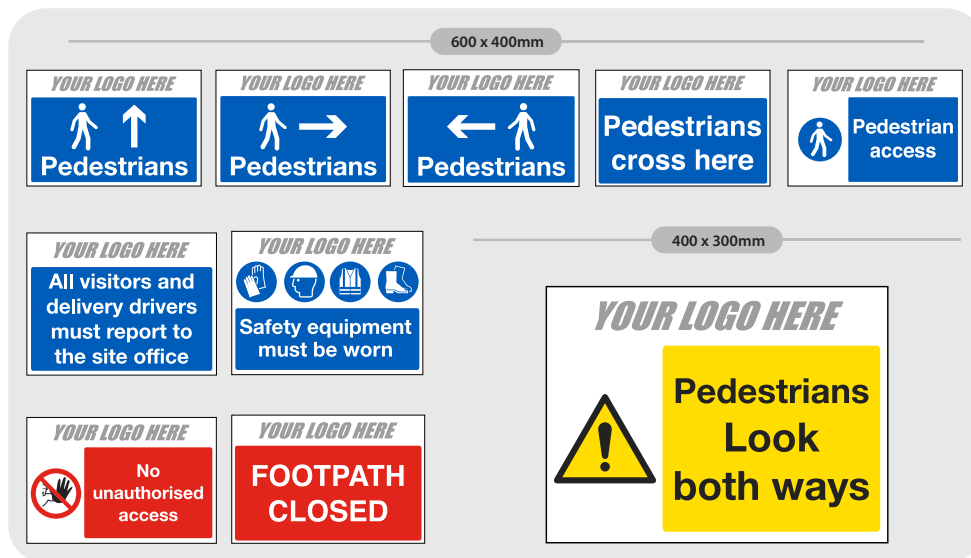 600 x 400mm
YOUR LOGO HERE
Pedestrians
YOUR LOGO HERE
Pedestrians
YOUR LOGO HERE
Pedestrians
YOUR LOGO HERE
Pedestrians
cross here
YOUR LOGO HERE
Pedestrian
access
YOUR LOGO HERE
All visitors and
delivery drivers
must report to
the site office
YOUR LOGO HERE
Safety equipment
must be worn
YOUR LOGO HERE
No
unauthorised
access
YOUR LOGO HERE
FOOTPATH
CLOSED
400 x 300mm
YOUR LOGO HERE
Pedestrians
Look
both ways